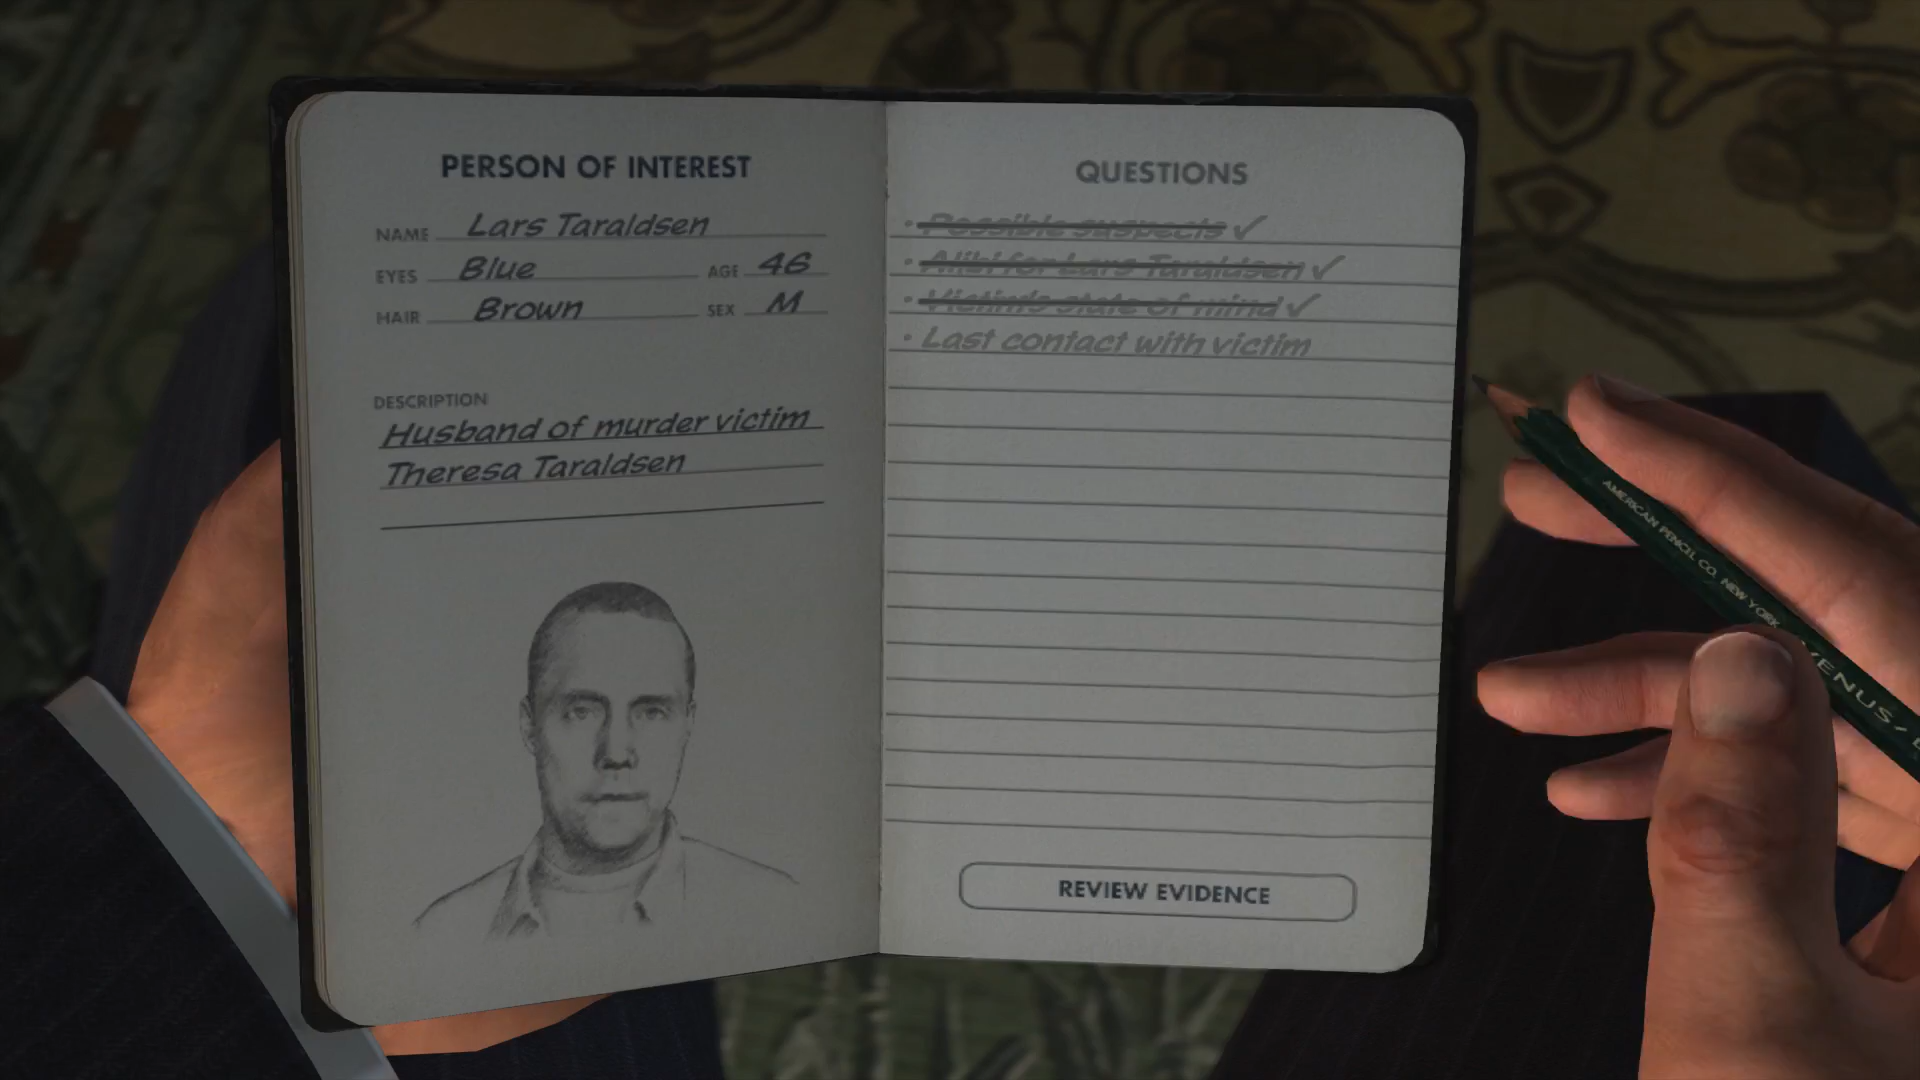 PERSON OF INTEREST
NAME Lars Taraldsen
EYES Blue AGE 46
HAIR Brown SEX M
DESCRIPTION
Husband of murder victim
Theresa Taraldsen
QUESTIONS
• Possible suspects ✓
• Alibi for Lars Taraldsen ✓
• Victim's state of mind ✓
• Last contact with victim
REVIEW EVIDENCE
AMERICAN PENCIL CO. NEW YORK VENUS/